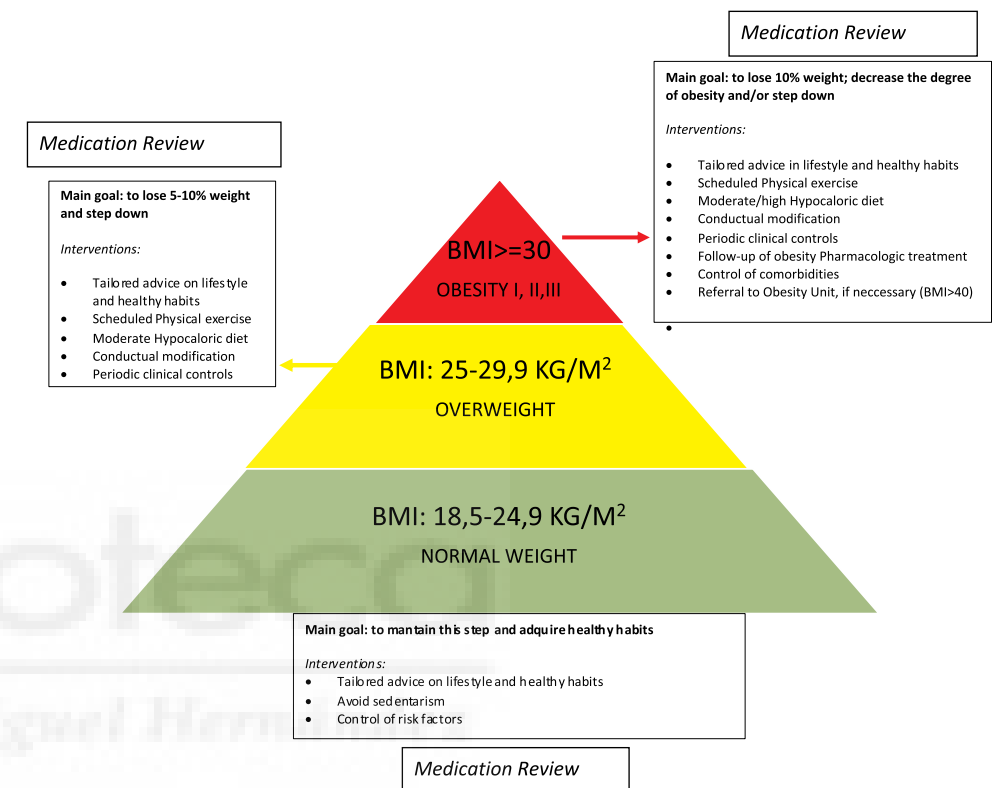 Medication Review
Main goal: to lose 10% weight; decrease the degree
of obesity and/or step down
Interventions:
• Tailored advice in lifestyle and healthy habits
• Scheduled Physical exercise
• Moderate/high Hypocaloric diet
• Conductual modification
• Periodic clinical controls
• Follow-up of obesity Pharmacologic treatment
• Control of comorbidities
• Referral to Obesity Unit, if neccessary (BMI>40)
•
Medication Review
Main goal: to lose 5-10% weight
and step down
Interventions:
• Tailored advice on lifestyle
and healthy habits
• Scheduled Physical exercise
• Moderate Hypocaloric diet
• Conductual modification
• Periodic clinical controls
BMI>=30
OBESITY I, II,III
BMI: 25-29,9 KG/M²
OVERWEIGHT
BMI: 18,5-24,9 KG/M²
NORMAL WEIGHT
Main goal: to mantain this step and adquire healthy habits
Interventions:
• Tailored advice on lifestyle and healthy habits
• Avoid sedentarism
• Control of risk factors
Medication Review
oteca
iguel Hernández